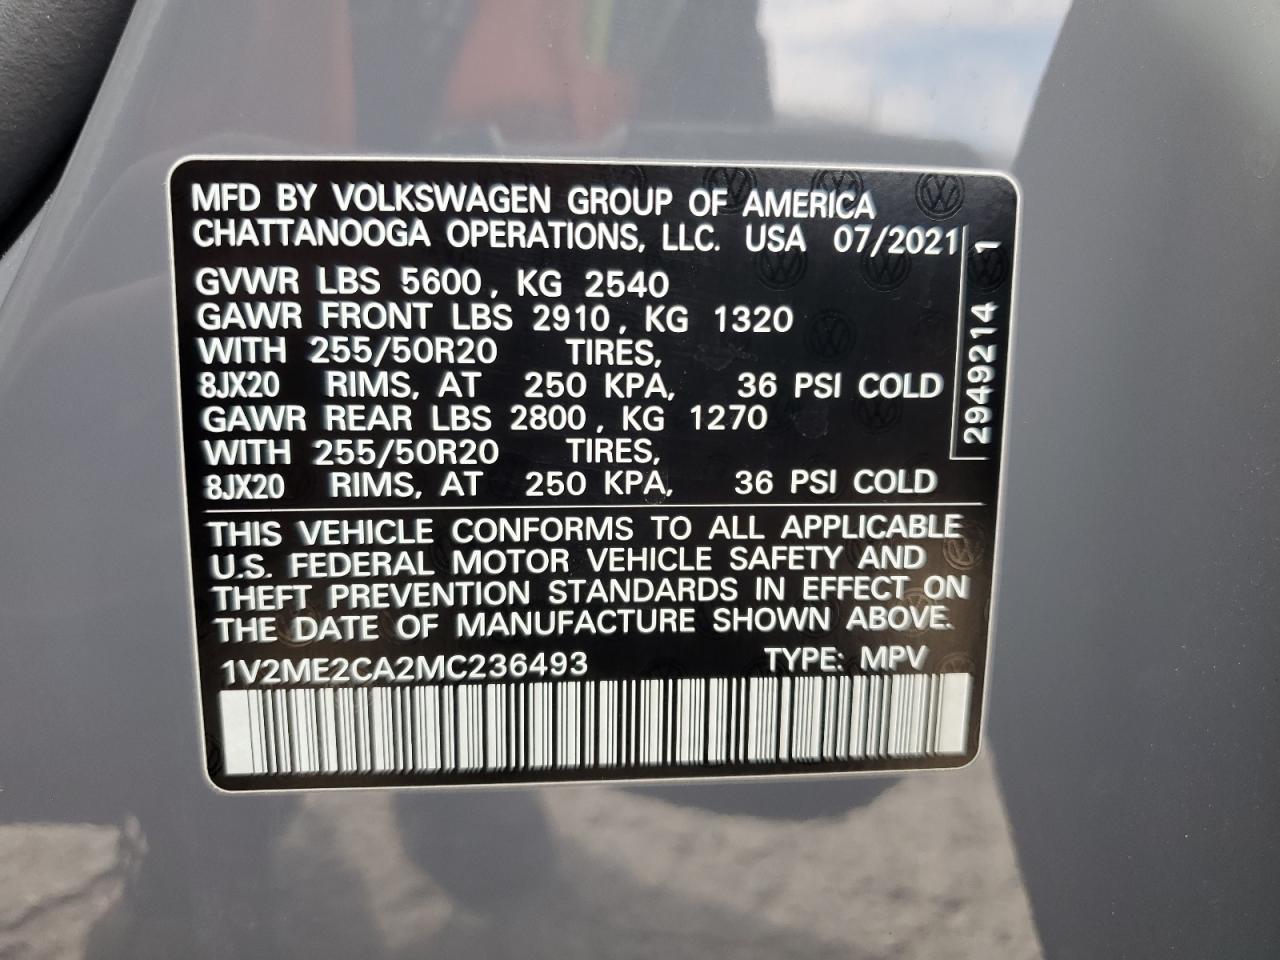 MFD BY VOLKSWAGEN GROUP OF AMERICA
CHATTANOOGA OPERATIONS, LLC. USA 07/2021
GVWR LBS 5600, KG 2540
GAWR FRONT LBS 2910, KG 1320
WITH 255/50R20 TIRES,
8JX20 RIMS, AT 250 KPA, 36 PSI COLD
GAWR REAR LBS 2800, KG 1270
WITH 255/50R20 TIRES,
8JX20 RIMS, AT 250 KPA, 36 PSI COLD
2949214 1
THIS VEHICLE CONFORMS TO ALL APPLICABLE
U.S. FEDERAL MOTOR VEHICLE SAFETY AND
THEFT PREVENTION STANDARDS IN EFFECT ON
THE DATE OF MANUFACTURE SHOWN ABOVE.
1V2ME2CA2MC236493 TYPE: MPV